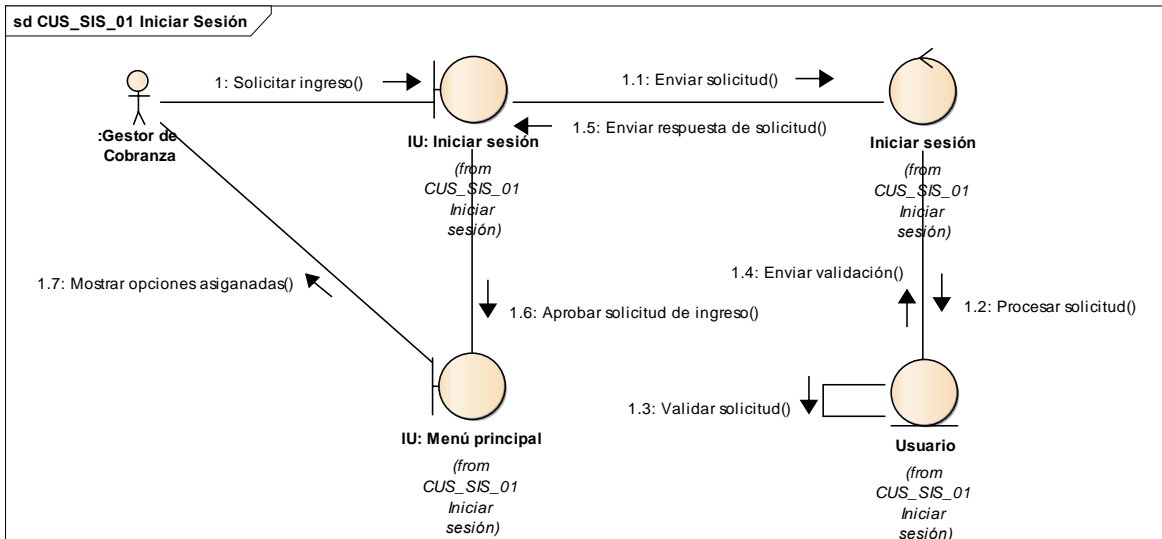 sd CUS_SIS_01 Iniciar Sesión
1: Solicitar ingreso()
1.1: Enviar solicitud()
1.5: Enviar respuesta de solicitud()
:Gestor de
Cobranza
IU: Iniciar sesión
(from
CUS_SIS_01
Iniciar
sesión)
Iniciar sesión
(from
CUS_SIS_01
Iniciar
sesión)
1.7: Mostrar opciones asiganadas()
1.6: Aprobar solicitud de ingreso()
1.4: Enviar validación()
1.2: Procesar solicitud()
1.3: Validar solicitud()
IU: Menú principal
(from
CUS_SIS_01
Iniciar
sesión)
Usuario
(from
CUS_SIS_01
Iniciar
sesión)